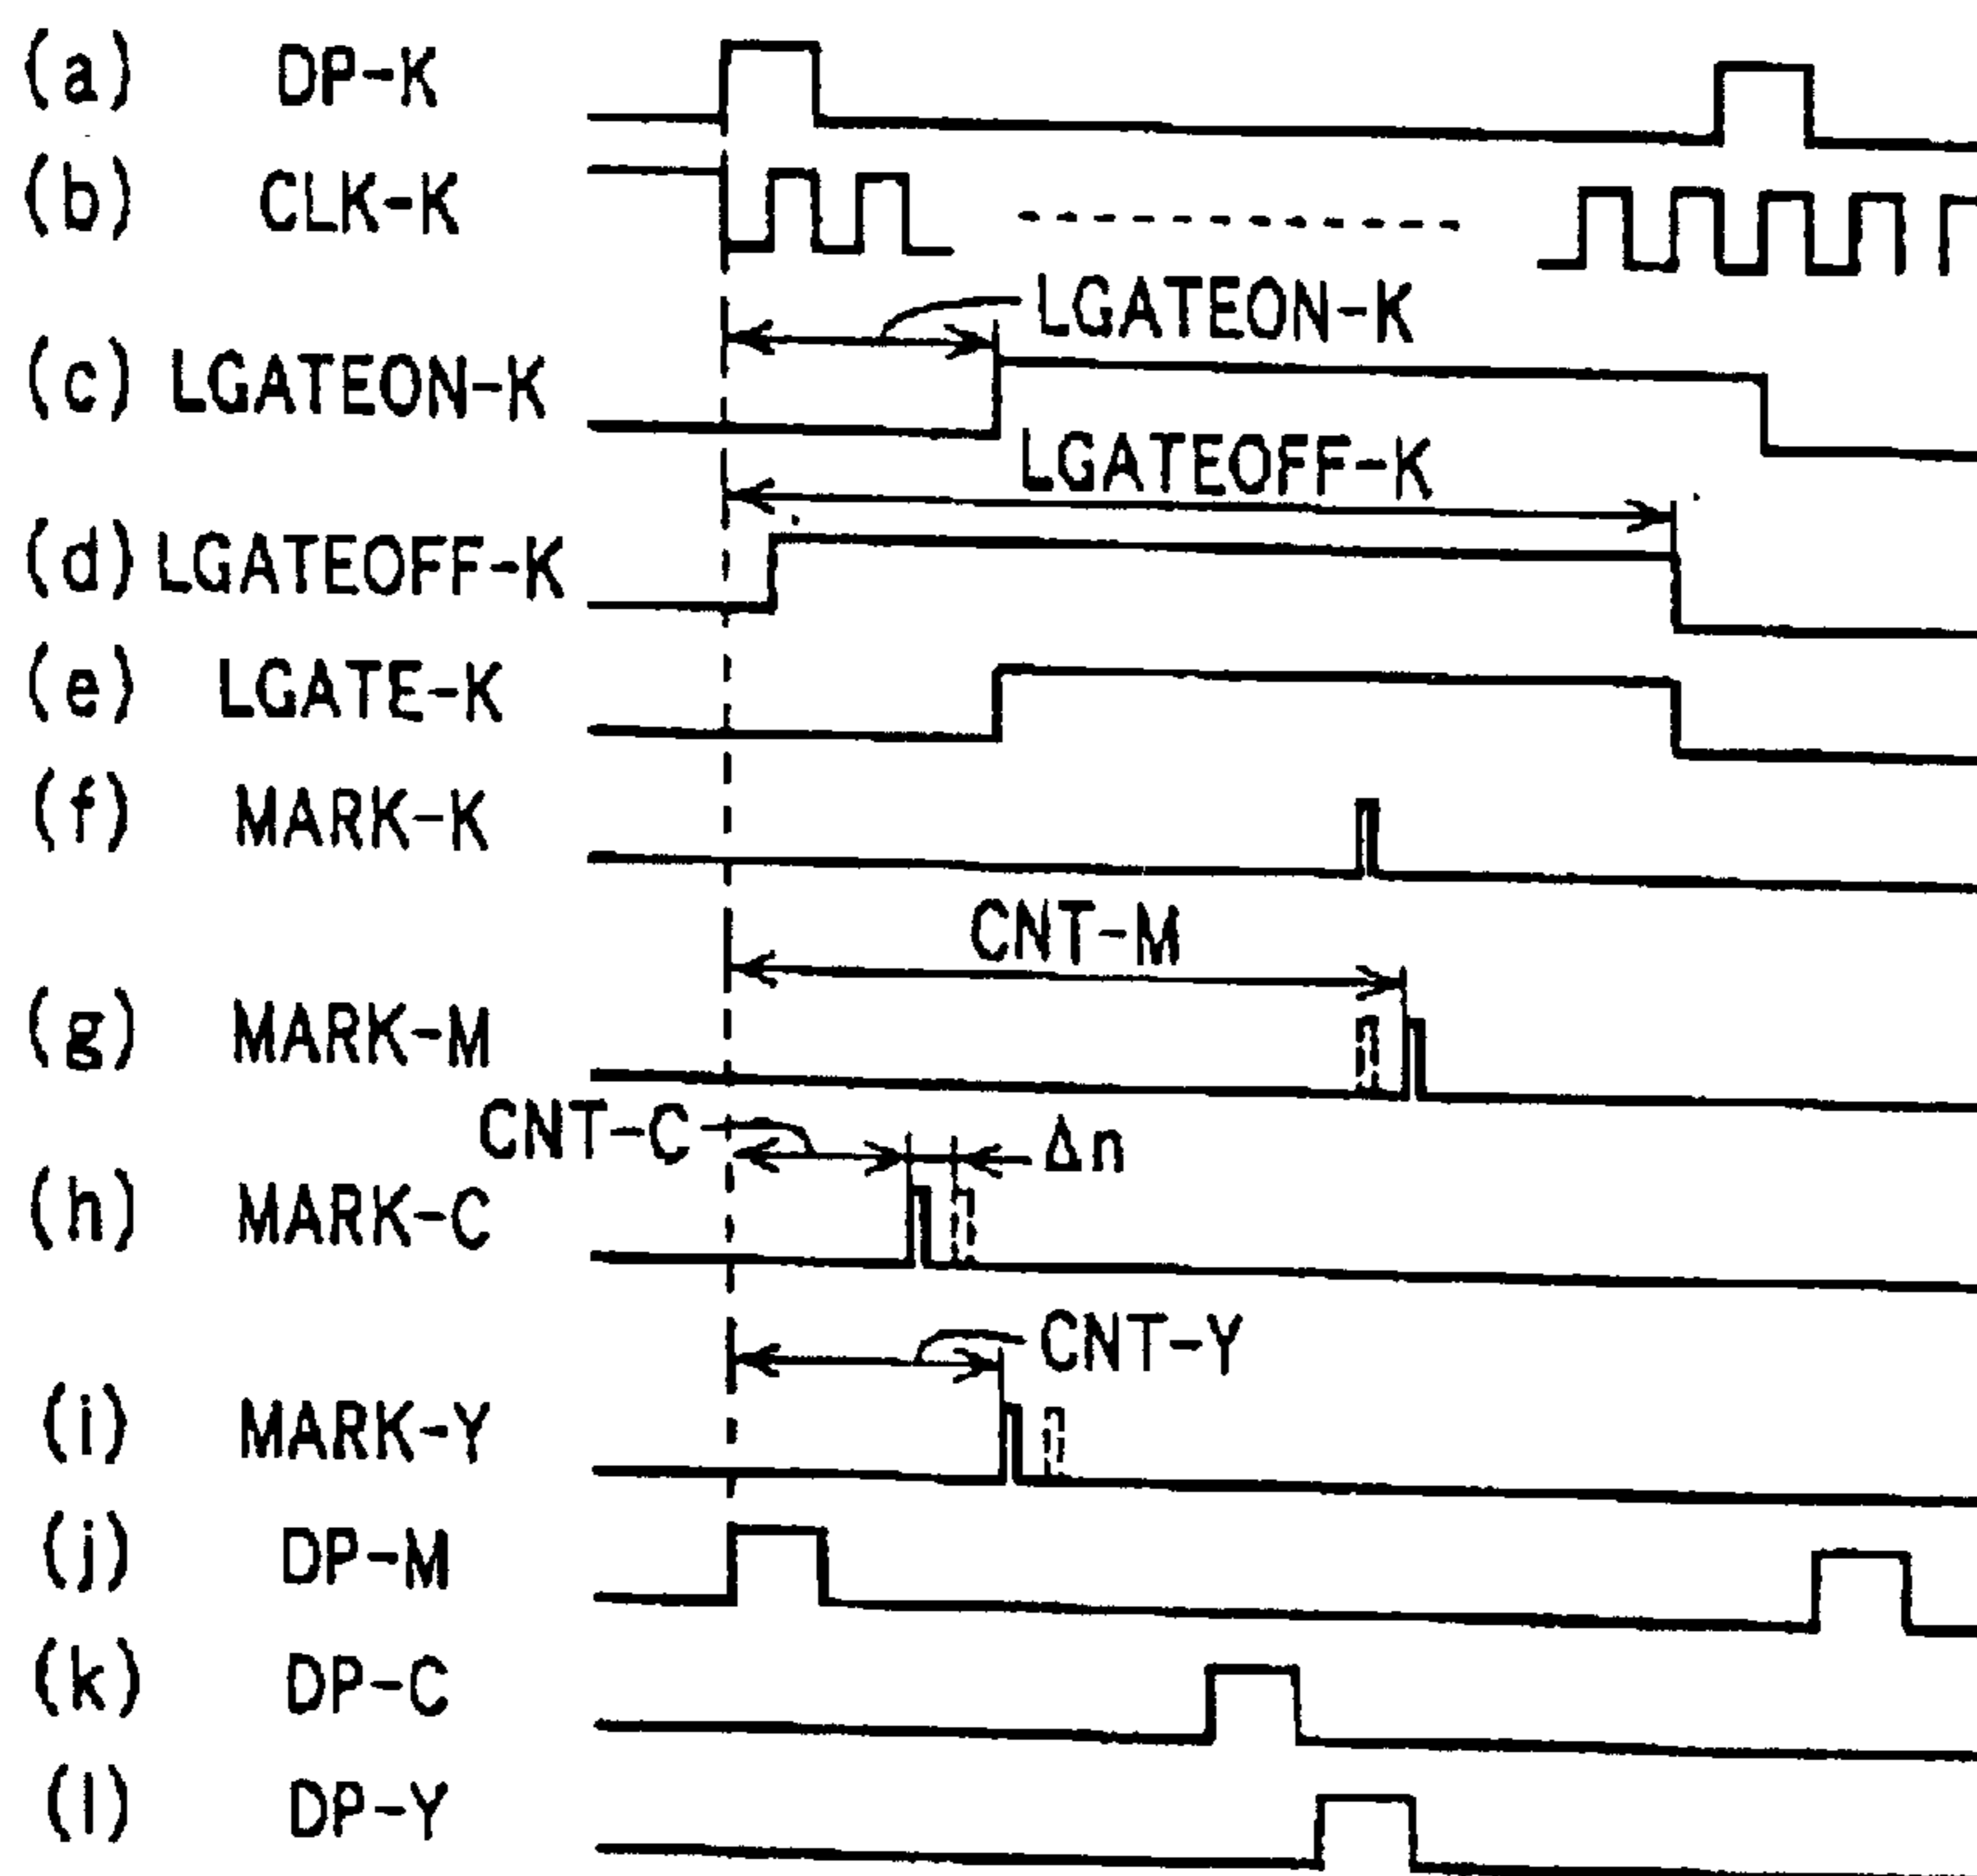 (a) DP-K
(b) CLK-K
LGATEON-K
(c) LGATEON-K
LGATEOFF-K
(d) LGATEOFF-K
(e) LGATE-K
(f) MARK-K
CNT-M
(g) MARK-M
CNT-C Δn
(h) MARK-C
CNT-Y
(i) MARK-Y
(j) DP-M
(k) DP-C
(l) DP-Y